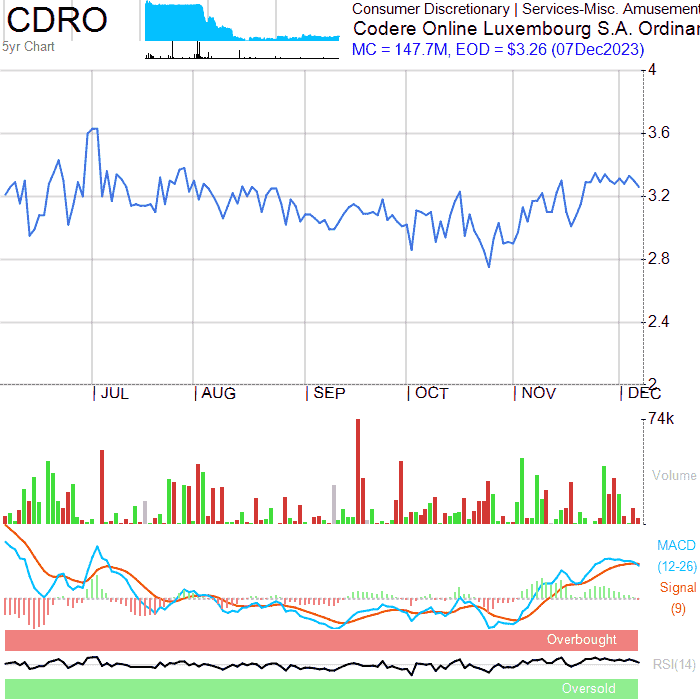 CDRO
5yr Chart
Consumer Discretionary | Services-Misc. Amusement
Codere Online Luxembourg S.A. Ordinar
MC = 147.7M, EOD = $3.26 (07Dec2023)
4
3.6
3.2
2.8
2.4
2
JUL AUG SEP OCT NOV DEC
74k
Volume
MACD
(12-26)
Signal
(9)
Overbought
RSI(14)
Oversold